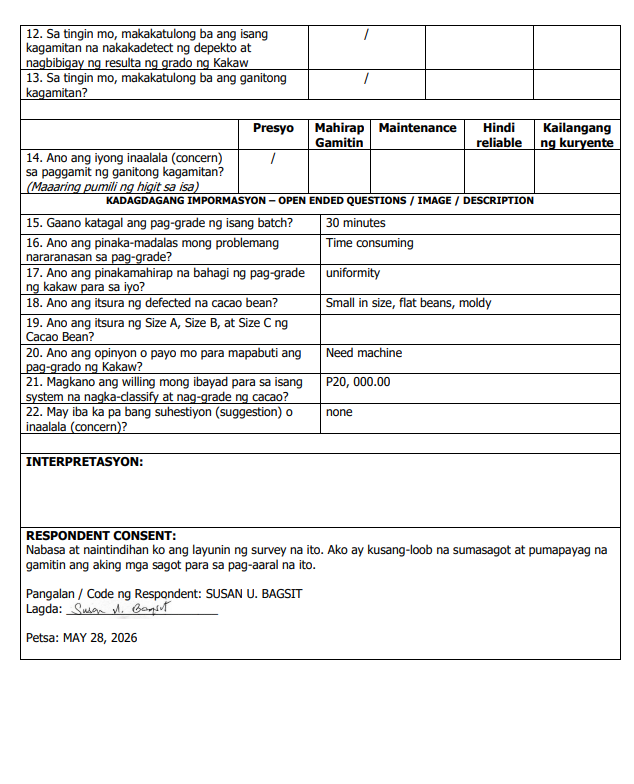 12. Sa tingin mo, makakatulong ba ang isang
kagamitan na nakakadetect ng depekto at
nagbibigay ng resulta ng grado ng Kakaw
/
13. Sa tingin mo, makakatulong ba ang ganitong
kagamitan?
/
Presyo
Mahirap
Gamitin
Maintenance
Hindi
reliable
Kailangang
ng kuryente
14. Ano ang iyong inaalala (concern)
sa paggamit ng ganitong kagamitan?
(Maaaring pumili ng higit sa isa)
/
KADAGDAGANG IMPORMASYON – OPEN ENDED QUESTIONS / IMAGE / DESCRIPTION
15. Gaano katagal ang pag-grade ng isang batch?
30 minutes
16. Ano ang pinaka-madalas mong problemang
nararanasan sa pag-grade?
Time consuming
17. Ano ang pinakamahirap na bahagi ng pag-grade
ng kakaw para sa iyo?
uniformity
18. Ano ang itsura ng defected na cacao bean?
Small in size, flat beans, moldy
19. Ano ang itsura ng Size A, Size B, at Size C ng
Cacao Bean?
20. Ano ang opinyon o payo mo para mapabuti ang
pag-grado ng Kakaw?
Need machine
21. Magkano ang willing mong ibayad para sa isang
system na nagka-classify at nag-grade ng cacao?
P20, 000.00
22. May iba ka pa bang suhestiyon (suggestion) o
inaalala (concern)?
none
INTERPRETASYON:
RESPONDENT CONSENT:
Nabasa at naintindihan ko ang layunin ng survey na ito. Ako ay kusang-loob na sumasagot at pumapayag na
gamitin ang aking mga sagot para sa pag-aaral na ito.
Pangalan / Code ng Respondent: SUSAN U. BAGSIT
Lagda: Susan U. Bagsit
Petsa: MAY 28, 2026